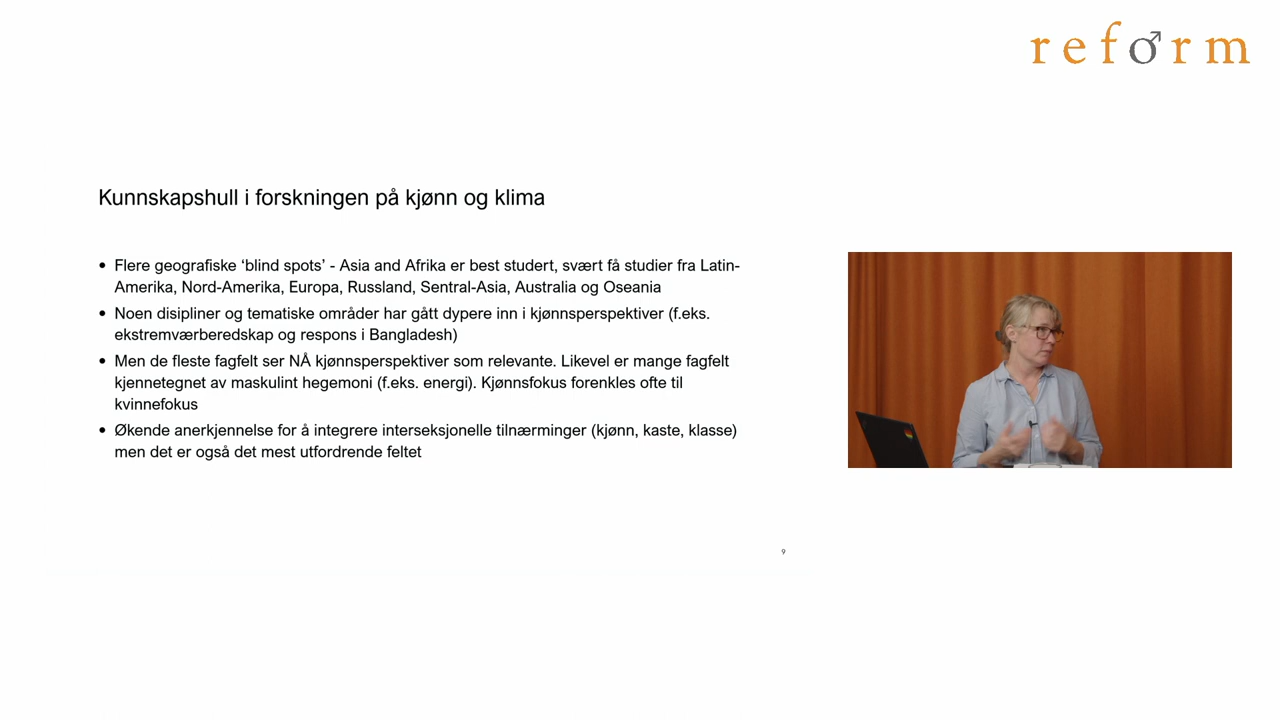 reform
Kunnskapshull i forskningen på kjønn og klima
• Flere geografiske ‘blind spots’ - Asia and Afrika er best studert, svært få studier fra Latin-
Amerika, Nord-Amerika, Europa, Russland, Sentral-Asia, Australia og Oseania
• Noen disipliner og tematiske områder har gått dypere inn i kjønnsperspektiver (f.eks.
ekstremværberedskap og respons i Bangladesh)
• Men de fleste fagfelt ser NÅ kjønnsperspektiver som relevante. Likevel er mange fagfelt
kjennetegnet av maskulint hegemoni (f.eks. energi). Kjønnsfokus forenkles ofte til
kvinnefokus
• Økende anerkjennelse for å integrere interseksjonelle tilnærminger (kjønn, kaste, klasse)
men det er også det mest utfordrende feltet
9